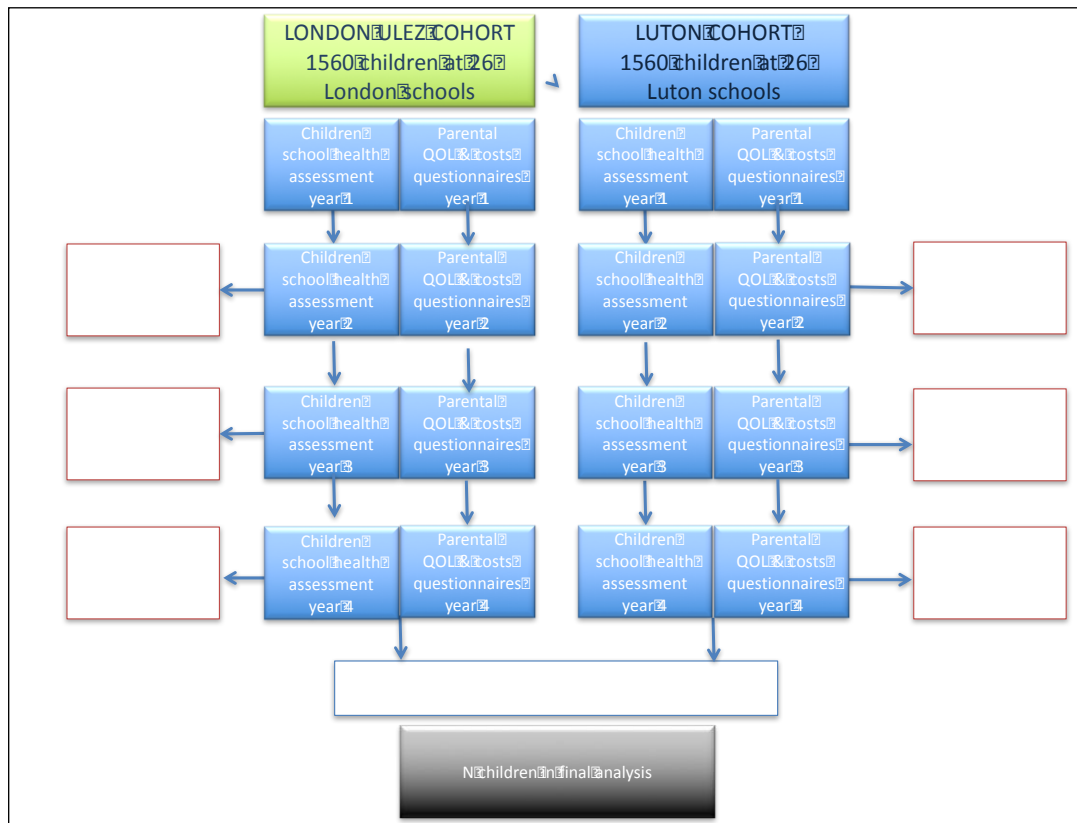 LONDON ULEZ COHORT
1560 children at 26
London schools
LUTON COHORT
1560 children at 26
Luton schools
Children
school health
assessment
year 1
Parental
QOL & costs
questionnaires
year 1
Children
school health
assessment
year 1
Parental
QOL & costs
questionnaires
year 1
Children
school health
assessment
year 2
Parental
QOL & costs
questionnaires
year 2
Children
school health
assessment
year 2
Parental
QOL & costs
questionnaires
year 2
Children
school health
assessment
year 3
Parental
QOL & costs
questionnaires
year 3
Children
school health
assessment
year 3
Parental
QOL & costs
questionnaires
year 3
Children
school health
assessment
year 4
Parental
QOL & costs
questionnaires
year 4
Children
school health
assessment
year 4
Parental
QOL & costs
questionnaires
year 4
N children in final analysis